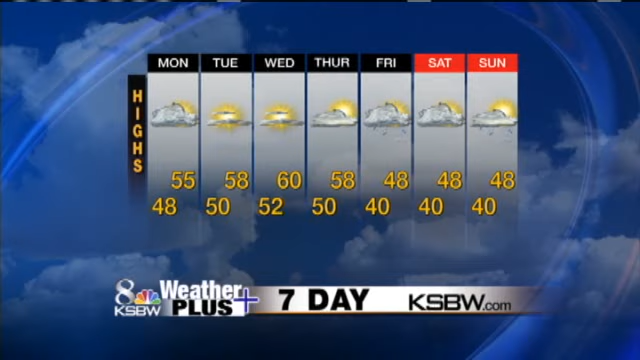 MON TUE WED THUR FRI SAT SUN
HIGHS
55 58 60 58 48 48 48
48 50 52 50 40 40 40
8 KSBW Weather PLUS+ 7 DAY KSBW.com